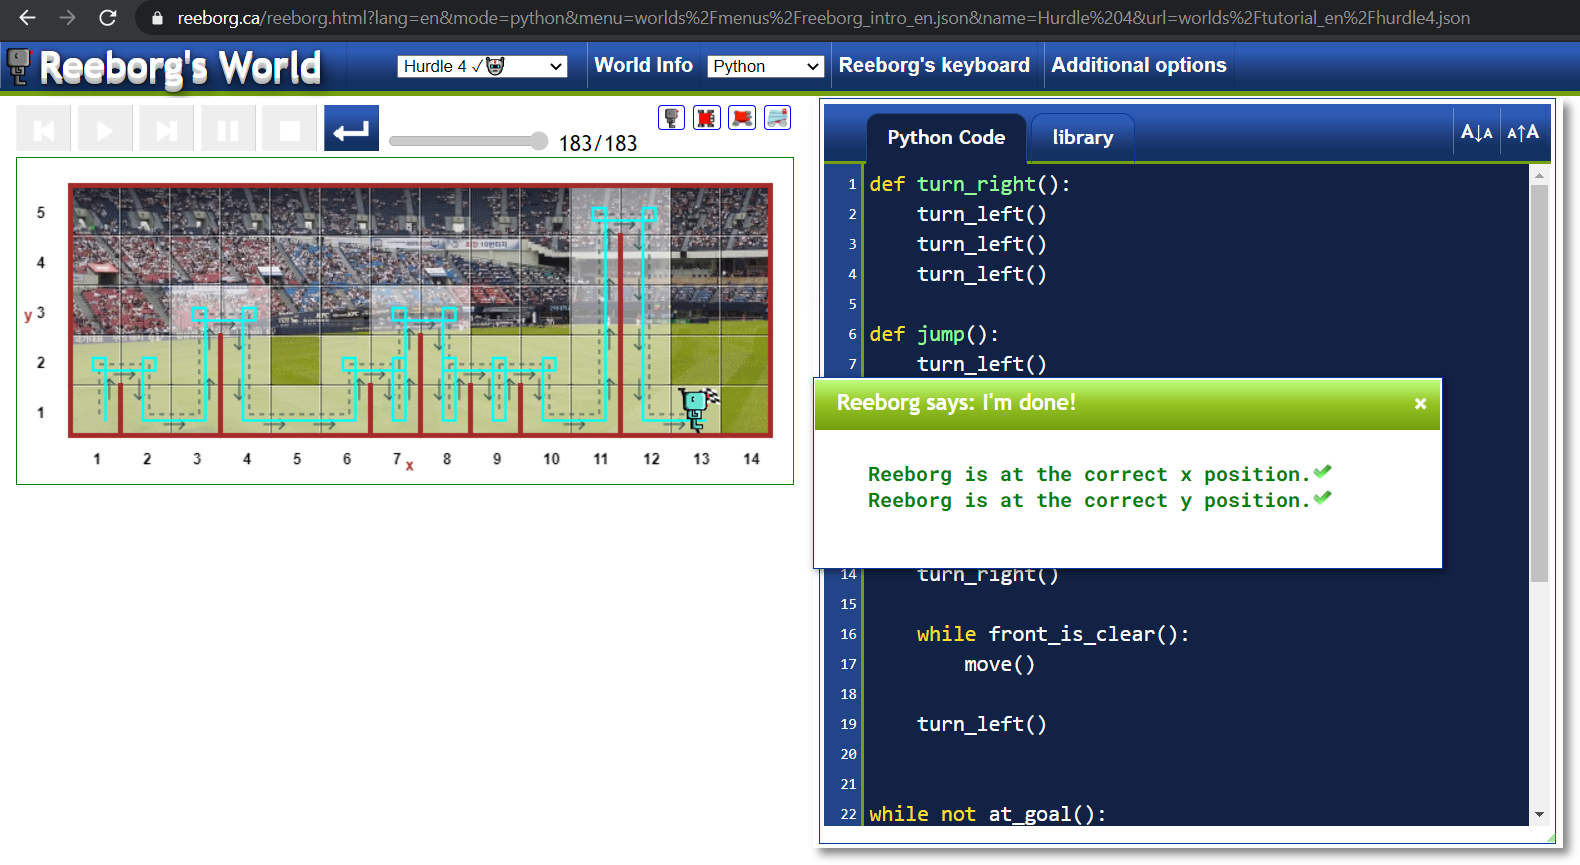 reeborg.ca/reeborg.html?lang=en&mode=python&menu=worlds%2Fmenus%2Freeborg_intro_en.json&name=Hurdle%204&url=worlds%2Ftutorial_en%2Fhurdle4.json
Reeborg's World
Hurdle 4 ✓
World Info
Python
Reeborg's keyboard
Additional options
183/183
5
4
y 3
2
1
1 2 3 4 5 6 7 x 8 9 10 11 12 13 14
Python Code
library
A↓A
A↑A
1 def turn_right():
2 turn_left()
3 turn_left()
4 turn_left()
5
6 def jump():
7 turn_left()
Reeborg says: I'm done!
×
Reeborg is at the correct x position.
Reeborg is at the correct y position.
14 turn_right()
15
16 while front_is_clear():
17 move()
18
19 turn_left()
20
21
22 while not at_goal():